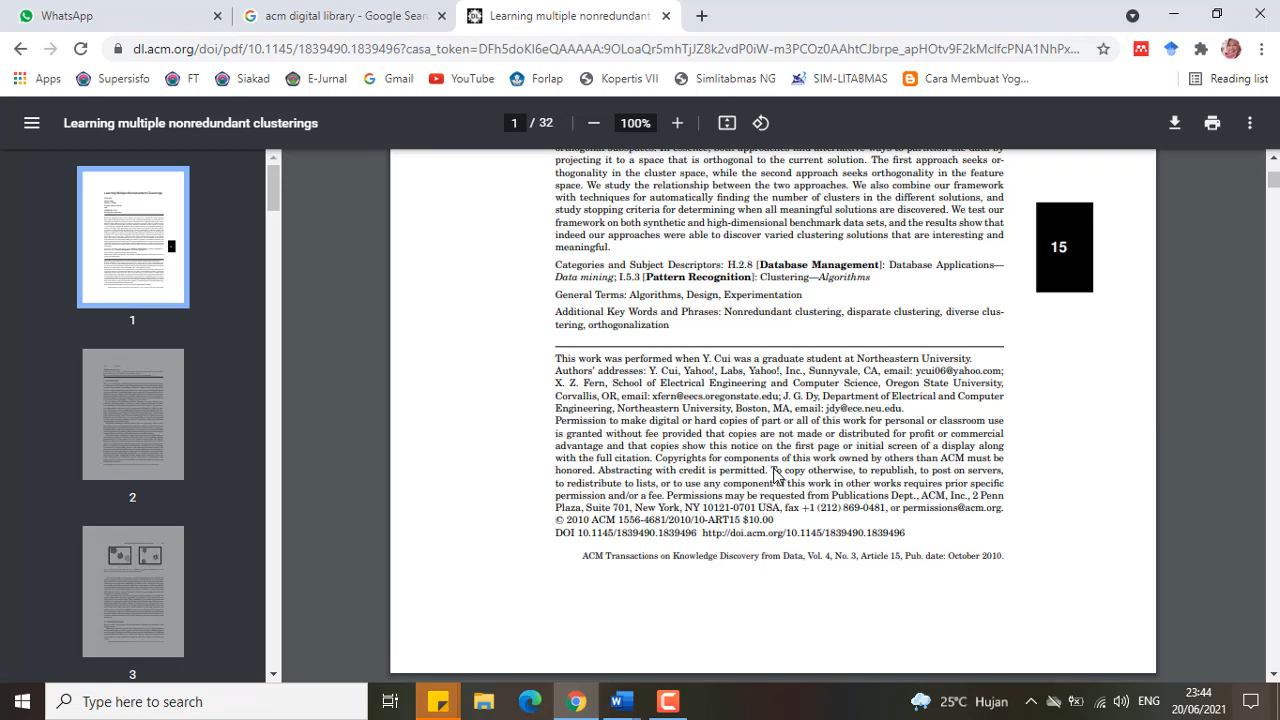 WhatsApp
acm digital library - Google Search
Learning multiple nonredundant
dl.acm.org/doi/pdf/10.1145/1839490.1839496?casa_token=DFh5doKI6eQAAAAA:9OLoaQr5mhTjJZ8k2vdP0iW-m3PCOz0AAhtCJbrpe_apHOtv9F2kMlcfcPNA1NhPx...
Apps
Supersisfo
FT
Siakad
E-Jurnal
Gmail
YouTube
Forlap
Kopertis VII
Simlitabmas NG
SIM-LITABMAS
Cara Membuat Yog...
Reading list
Learning multiple nonredundant clusterings
1 / 32
100%
1
2
3
orthogonal subspaces. In essence, both approaches find alternative ways to partition the data by
projecting it to a space that is orthogonal to the current solution. The first approach seeks or-
thogonality in the cluster space, while the second approach seeks orthogonality in the feature
space. We study the relationship between the two approaches. We also combine our framework
with techniques for automatically finding the number of clusters in the different solutions, and
study stopping criteria for determining when all meaningful solutions are discovered. We test our
framework on both synthetic and high-dimensional benchmark data sets, and the results show that
indeed our approaches were able to discover varied clustering solutions that are interesting and
meaningful.
15
Categories and Subject Descriptors: H.2.8 [Database Management]: Database Applications—
Data mining; I.5.3 [Pattern Recognition]: Clustering—Algorithms
General Terms: Algorithms, Design, Experimentation
Additional Key Words and Phrases: Nonredundant clustering, disparate clustering, diverse clus-
tering, orthogonalization
This work was performed when Y. Cui was a graduate student at Northeastern University.
Authors' addresses: Y. Cui, Yahoo!, Labs, Yahoo!, Inc., Sunnyvale, CA, email: ycui06@yahoo.com;
X. Z. Fern, School of Electrical Engineering and Computer Science, Oregon State University,
Corvallis, OR, email: xfern@eecs.oregonstate.edu; J. G. Dy, Department of Electrical and Computer
Engineering, Northeastern University, Boston, MA, email: jdy@ece.neu.edu.
Permission to make digital or hard copies of part or all of this work for personal or classroom use
is granted without fee provided that copies are not made or distributed for profit or commercial
advantage and that copies show this notice on the first page or initial screen of a display along
with the full citation. Copyrights for components of this work owned by others than ACM must be
honored. Abstracting with credit is permitted. To copy otherwise, to republish, to post on servers,
to redistribute to lists, or to use any component of this work in other works requires prior specific
permission and/or a fee. Permissions may be requested from Publications Dept., ACM, Inc., 2 Penn
Plaza, Suite 701, New York, NY 10121-0701 USA, fax +1 (212) 869-0481, or permissions@acm.org.
© 2010 ACM 1556-4681/2010/10-ART15 $10.00
DOI 10.1145/1839490.1839496 http://doi.acm.org/10.1145/1839490.1839496
ACM Transactions on Knowledge Discovery from Data, Vol. 4, No. 3, Article 15, Pub. date: October 2010.
Type here to search
25°C Hujan
ENG
23:44
20/06/2021